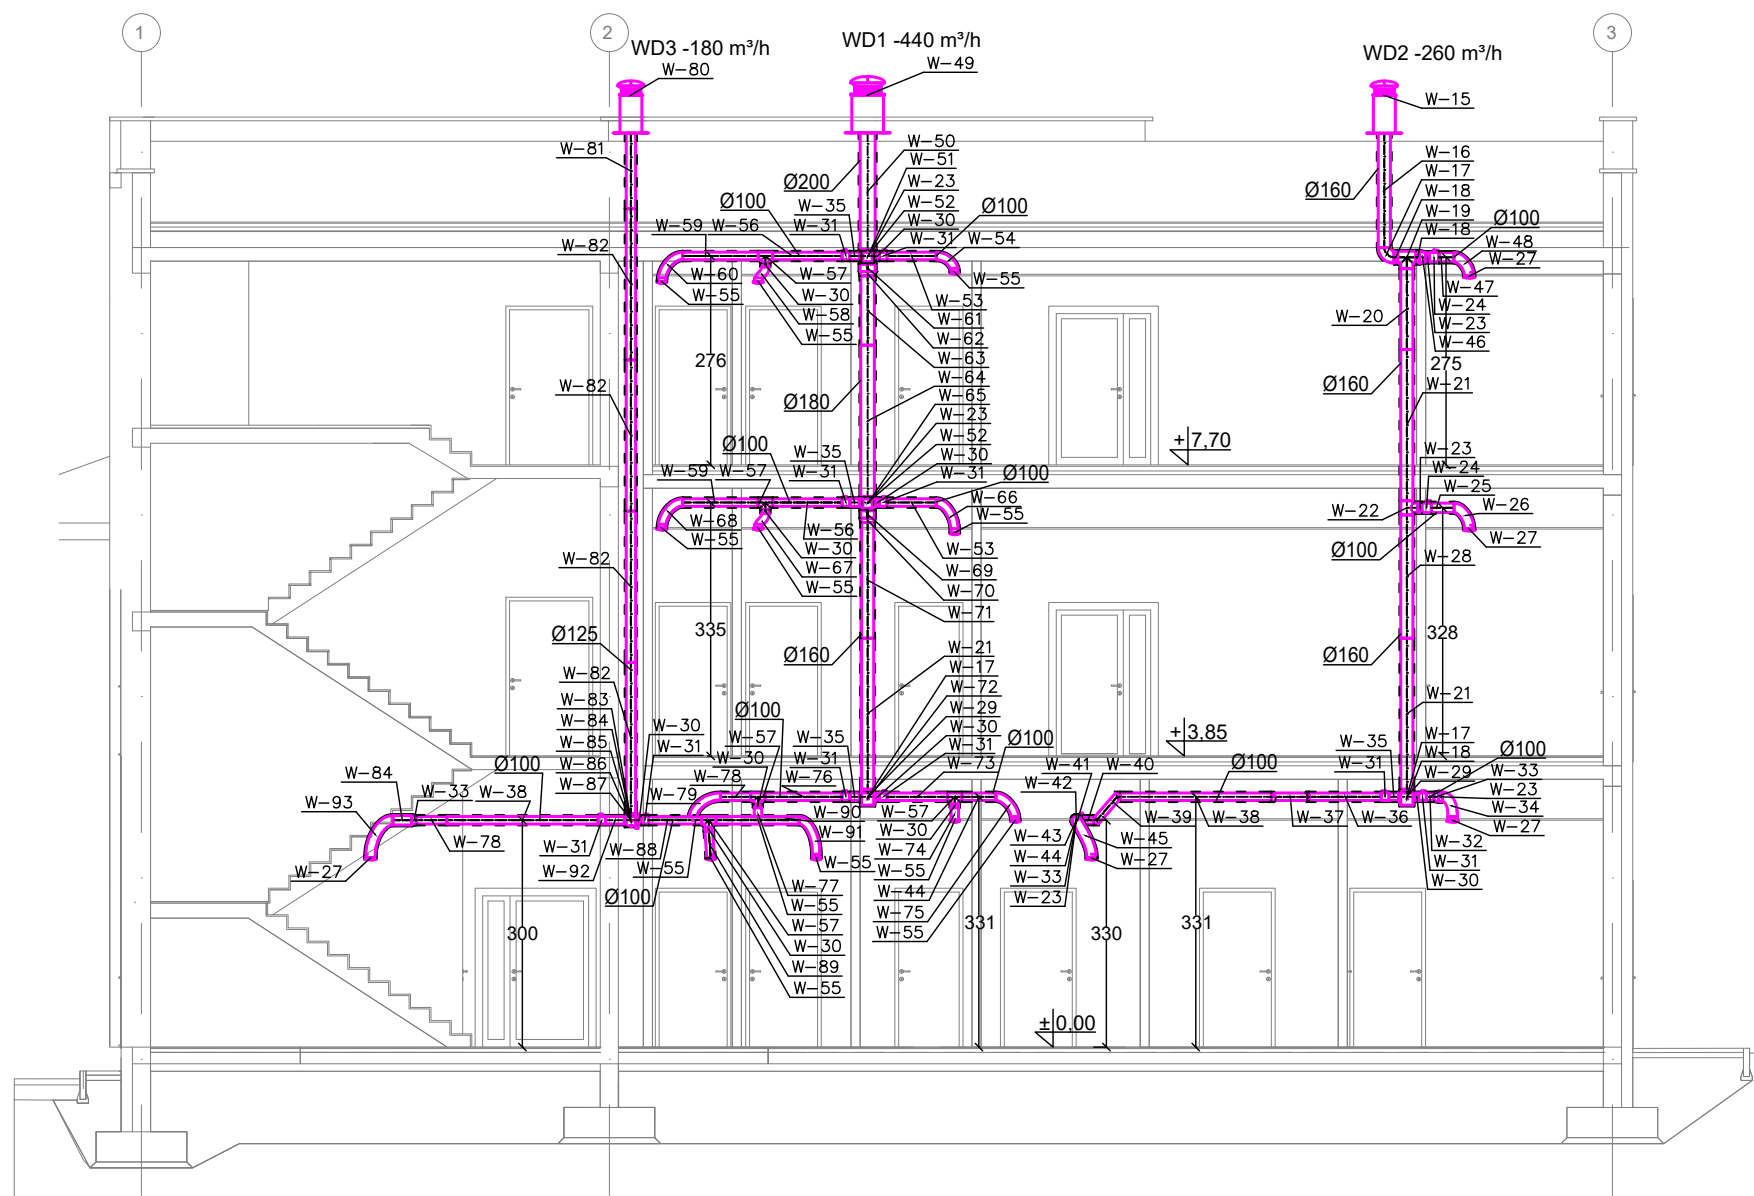 1
2
3
WD3 -180 m³/h
WD1 -440 m³/h
WD2 -260 m³/h
W-80
W-49
W-15
W-81
W-50
W-51
W-23
W-52
W-30
W-31
W-54
Ø200
Ø100
W-35
W-31
Ø100
W-59
W-56
W-16
W-17
W-18
W-19
W-18
Ø160
Ø100
W-48
W-27
W-47
W-24
W-23
W-46
W-82
W-60
W-55
W-57
W-30
W-58
W-55
W-55
W-53
W-61
W-62
W-63
W-64
W-65
W-23
W-52
W-30
W-31
Ø100
W-20
275
276
Ø160
W-21
W-82
Ø180
+7,70
Ø100
W-35
W-31
W-59
W-57
W-66
W-55
W-23
W-24
W-25
W-26
W-22
W-27
Ø100
W-68
W-55
W-56
W-30
W-67
W-55
W-53
W-69
W-70
W-71
W-82
W-28
Ø125
335
Ø160
328
Ø160
W-21
W-17
W-72
W-29
W-30
W-31
W-73
Ø100
W-82
W-83
W-84
W-85
W-86
W-87
W-30
W-31
Ø100
W-57
W-30
W-78
W-76
W-35
W-31
W-21
W-17
W-18
W-29
Ø100
W-33
W-23
W-34
W-27
W-32
W-31
W-30
+3,85
W-41
W-40
W-42
Ø100
W-35
W-31
W-84
W-33
W-38
Ø100
W-93
W-27
W-78
W-31
W-92
W-79
W-88
W-55
Ø100
W-90
W-91
W-55
W-57
W-30
W-74
W-55
W-44
W-75
W-55
W-43
W-44
W-33
W-23
W-45
W-27
W-39
W-38
W-37
W-36
W-77
W-55
W-57
W-30
W-89
W-55
300
331
330
331
±0,00